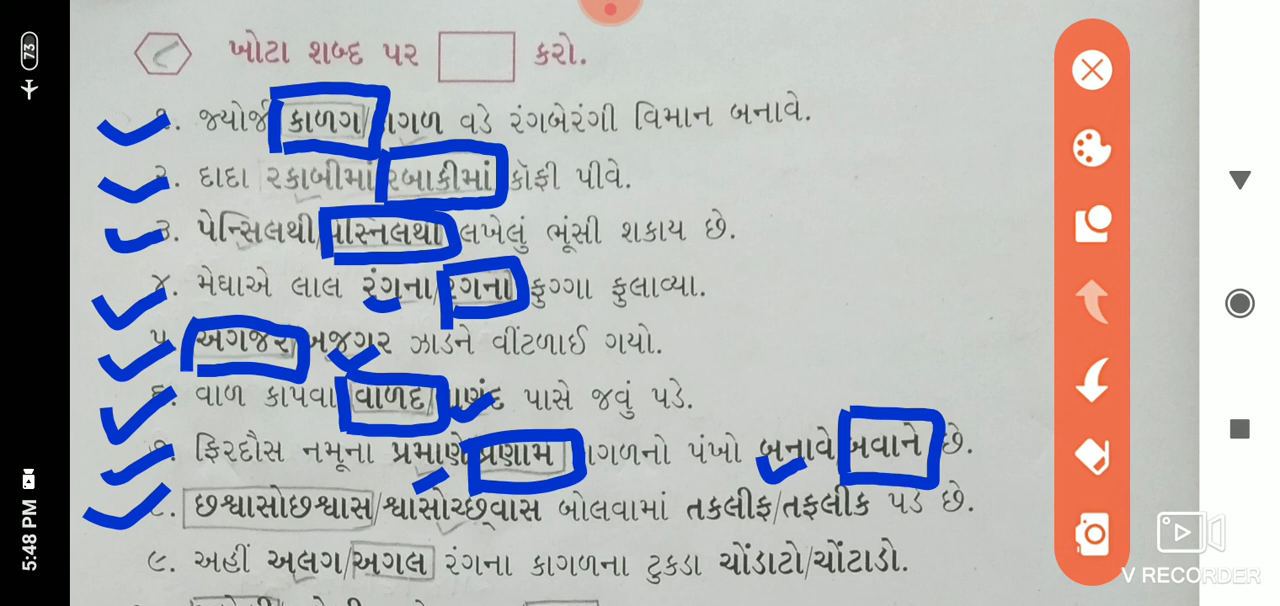 ૮ ખોટા શબ્દ પર કરો.
૧. જ્યોર્જ કાળગ/કાગળ વડે રંગબેરંગી વિમાન બનાવે.
૨. દાદા રકાબીમાં/રબાકીમાં કૉફી પીવે.
૩. પેન્સિલથી/પેસ્નિલથી લખેલું ભૂંસી શકાય છે.
૪. મેઘાએ લાલ રંગના/રગના ફુગ્ગા ફુલાવ્યા.
૫. અગજર/અજગર ઝાડને વીંટળાઈ ગયો.
૬. વાળ કાપવા વાળદ/વાણંદ પાસે જવું પડે.
૭. ફિરદૌસ નમૂના પ્રમાણે/પ્રણામ કાગળનો પંખો બનાવે/બવાને છે.
૮. છશ્વાસોછશ્વાસ/શ્વાસોચ્છ્વાસ બોલવામાં તકલીફ/તફલીક પડે છે.
૯. અહીં અલગ/અગલ રંગના કાગળના ટુકડા ચોંડાટો/ચોંટાડો.
73
5:48 PM
V RECORDER